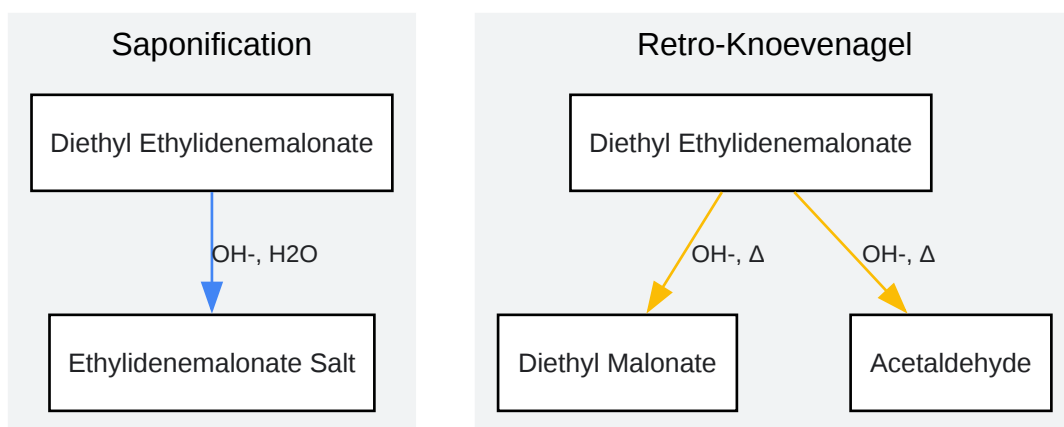 Saponification
Diethyl Ethylidenemalonate
OH-, H2O
Ethylidenemalonate Salt
Retro-Knoevenagel
Diethyl Ethylidenemalonate
OH-, Δ
OH-, Δ
Diethyl Malonate
Acetaldehyde